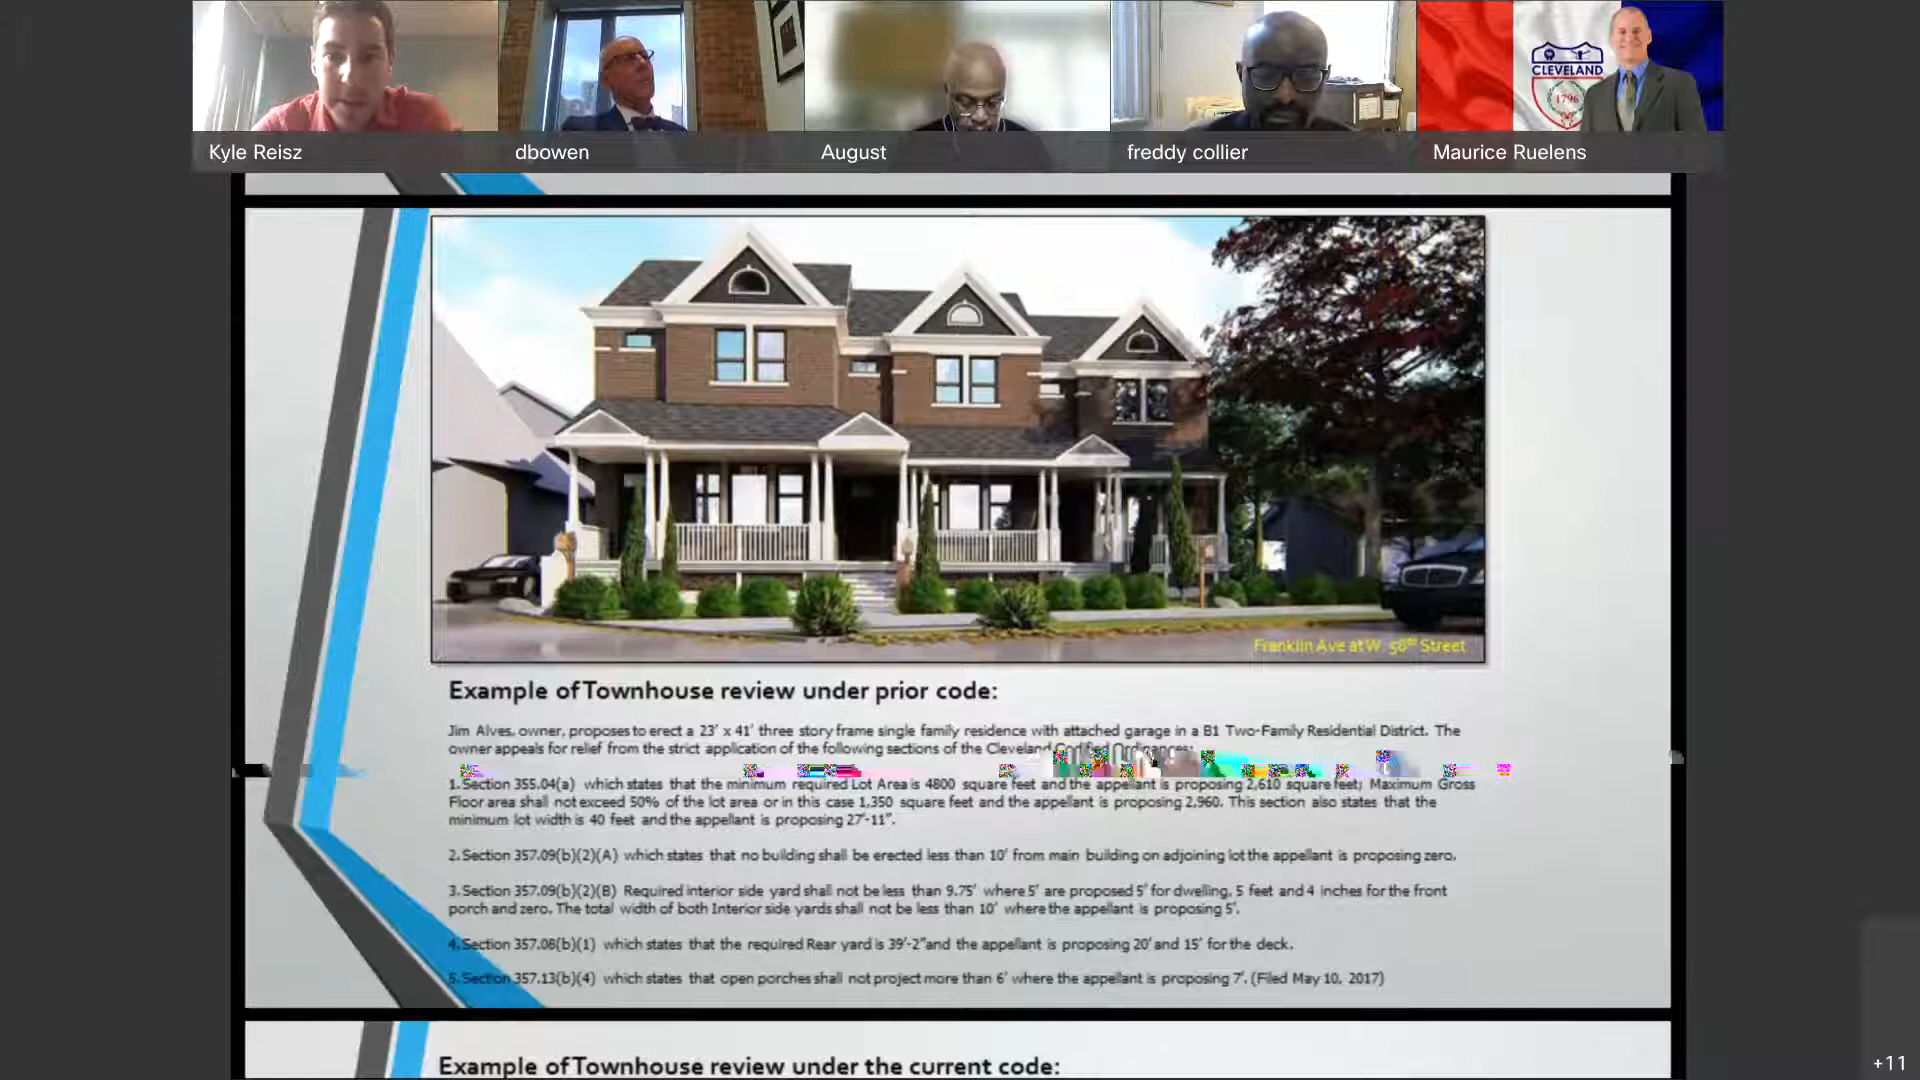 CLEVELAND
1796
Kyle Reisz
dbowen
August
freddy collier
Maurice Ruelens
Franklin Ave at W. 58th Street
Example of Townhouse review under prior code:
Jim Alves, owner, proposes to erect a 23' x 41' three story frame single family residence with attached garage in a B1 Two-Family Residential District. The
owner appeals for relief from the strict application of the following sections of the Cleveland Codified Ordinances:
1. Section 355.04(a) which states that the minimum required Lot Area is 4800 square feet and the appellant is proposing 2,610 square feet; Maximum Gross
Floor area shall not exceed 50% of the lot area or in this case 1,350 square feet and the appellant is proposing 2,960. This section also states that the
minimum lot width is 40 feet and the appellant is proposing 27'-11".
2. Section 357.09(b)(2)(A) which states that no building shall be erected less than 10' from main building on adjoining lot the appellant is proposing zero.
3. Section 357.09(b)(2)(B) Required interior side yard shall not be less than 9.75' where 5' are proposed 5' for dwelling, 5 feet and 4 inches for the front
porch and zero. The total width of both Interior side yards shall not be less than 10' where the appellant is proposing 5'.
4. Section 357.08(b)(1) which states that the required Rear yard is 39'-2" and the appellant is proposing 20' and 15' for the deck.
5. Section 357.13(b)(4) which states that open porches shall not project more than 6' where the appellant is proposing 7'. (Filed May 10, 2017)
Example of Townhouse review under the current code:
+11